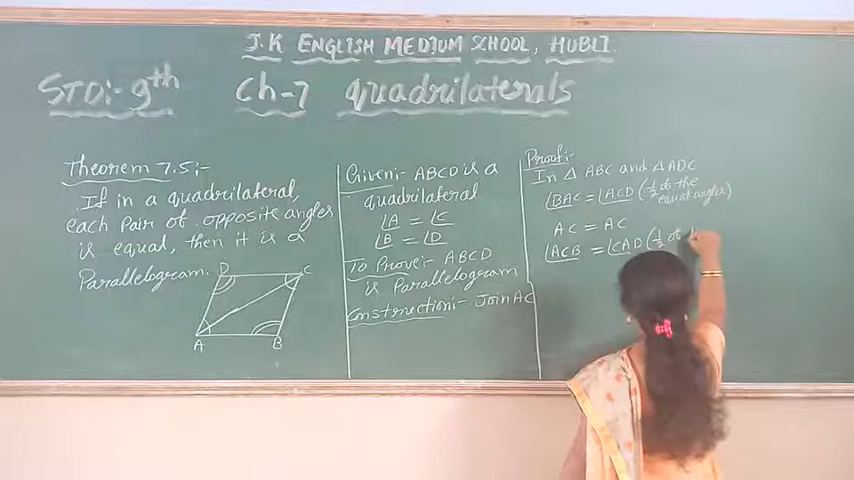 J.K ENGLISH MEDIUM SCHOOL, HUBLI.
STD:- 9th Ch-7 quadrilaterals
Theorem 7.5:-
If in a quadrilateral,
each Pair of opposite angles
is equal, then it is a
Parallelogram.
D C
A B
Given:- ABCD is a
quadrilateral
∠A = ∠C
∠B = ∠D
To Prove:- ABCD
is Parallelogram
Construction:- Join AC
Proof:-
In △ ABC and △ ADC
∠BAC = ∠ACD (1/2 of the
equal angles)
AC = AC
∠ACB = ∠CAD (1/2 of